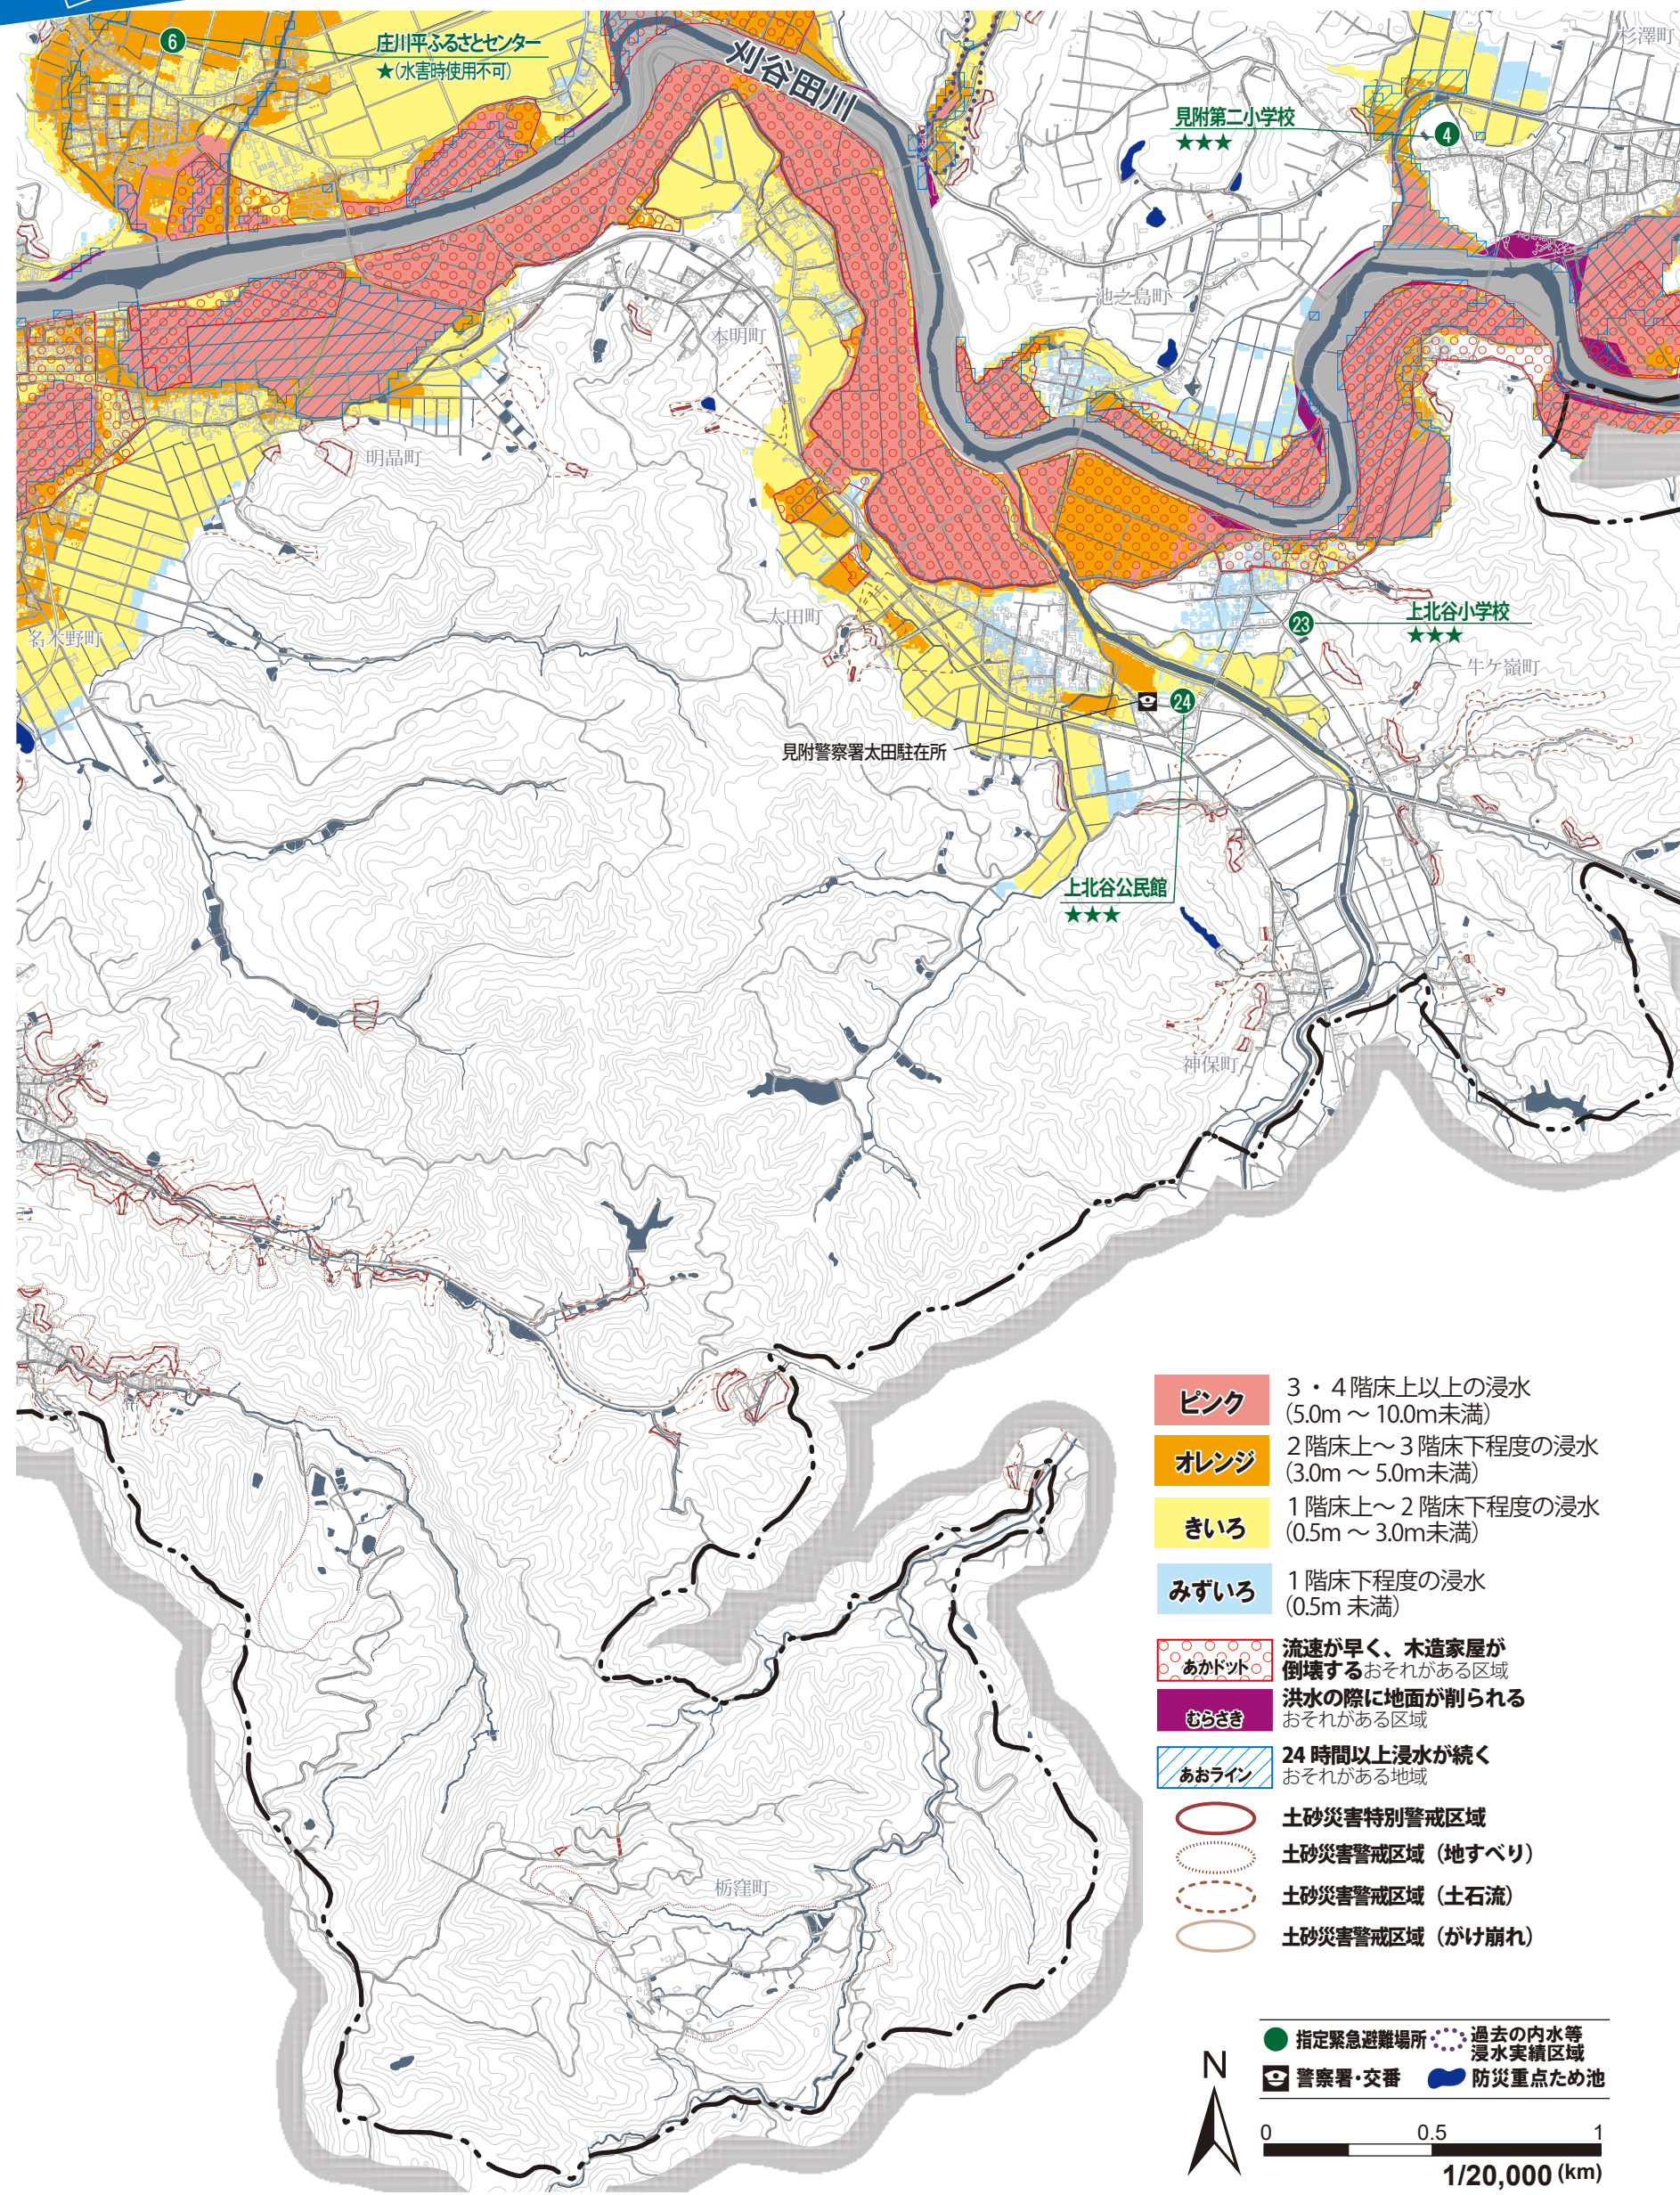 6
庄川平ふるさとセンター
★(水害時使用不可)
刈谷田川
杉澤町
見附第二小学校
★★★
4
池之島町
本明町
明晶町
太田町
名木野町
23
上北谷小学校
★★★
牛ケ嶺町
24
見附警察署太田駐在所
上北谷公民館
★★★
神保町
栃窪町
ピンク
3・4階床上以上の浸水
(5.0m ～ 10.0m未満)
オレンジ
2階床上～3階床下程度の浸水
(3.0m ～ 5.0m未満)
きいろ
1階床上～2階床下程度の浸水
(0.5m ～ 3.0m未満)
みずいろ
1階床下程度の浸水
(0.5m 未満)
あかドット
流速が早く、木造家屋が
倒壊するおそれがある区域
むらさき
洪水の際に地面が削られる
おそれがある区域
あおライン
24時間以上浸水が続く
おそれがある地域
土砂災害特別警戒区域
土砂災害警戒区域（地すべり）
土砂災害警戒区域（土石流）
土砂災害警戒区域（がけ崩れ）
指定緊急避難場所
過去の内水等
浸水実績区域
警察署・交番
防災重点ため池
N
0 0.5 1
1/20,000 (km)